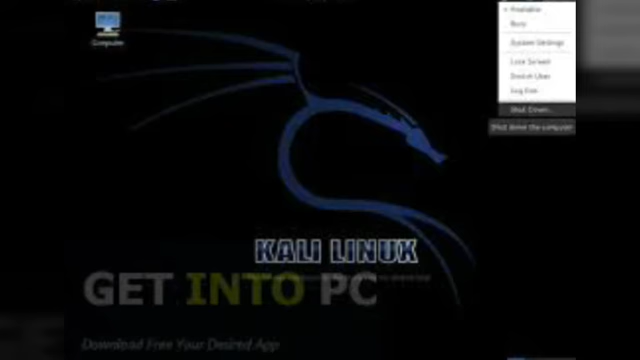 Available
Busy
System Settings
Lock Screen
Switch User
Log Out
Shut Down...
Shut down the computer
Computer
KALI LINUX
GET INTO PC
Download Free Your Desired App